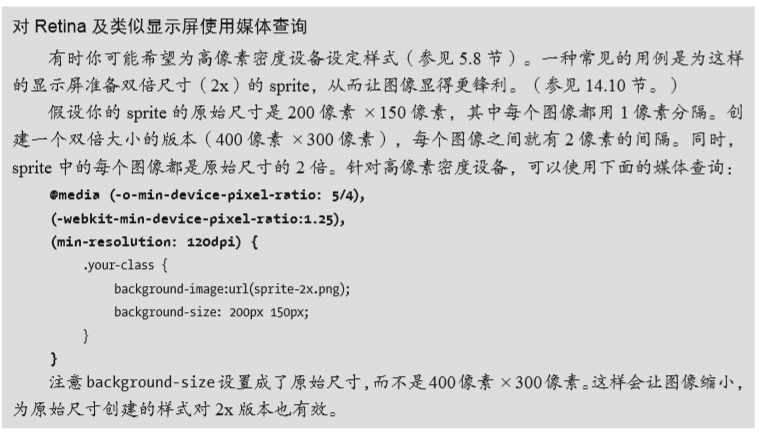 对 Retina 及类似显示屏使用媒体查询
有时你可能希望为高像素密度设备设定样式（参见 5.8 节）。一种常见的用例是为这样
的显示屏准备双倍尺寸（2x）的 sprite，从而让图像显得更锋利。（参见 14.10 节。）
假设你的 sprite 的原始尺寸是 200 像素 ×150 像素，其中每个图像都用 1 像素分隔。创
建一个双倍大小的版本（400 像素 ×300 像素），每个图像之间就有 2 像素的间隔。同时，
sprite 中的每个图像都是原始尺寸的 2 倍。针对高像素密度设备，可以使用下面的媒体查询：
@media (-o-min-device-pixel-ratio: 5/4),
(-webkit-min-device-pixel-ratio:1.25),
(min-resolution: 120dpi) {
.your-class {
background-image:url(sprite-2x.png);
background-size: 200px 150px;
}
}
注意 background-size 设置成了原始尺寸，而不是 400 像素 ×300 像素。这样会让图像缩小，
为原始尺寸创建的样式对 2x 版本也有效。